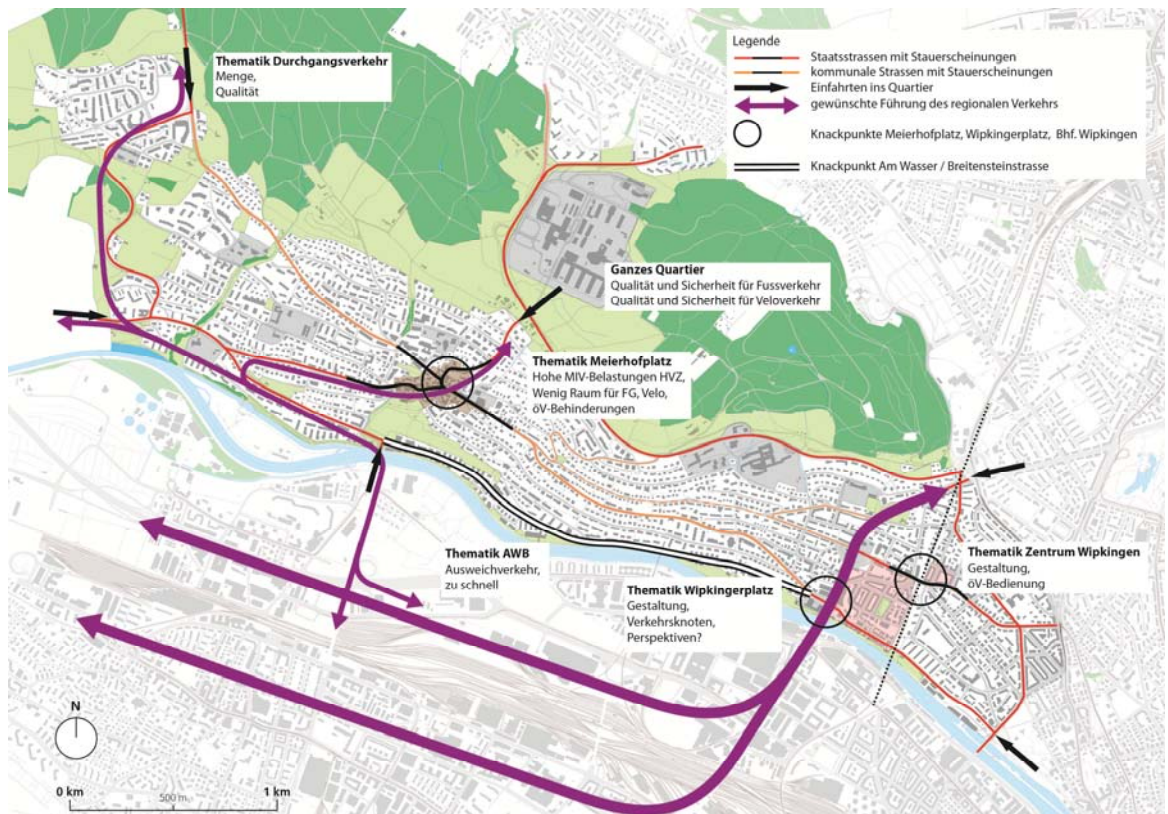 Thematik Durchgangsverkehr
Menge,
Qualität
Legende
Staatsstrassen mit Stauerscheinungen
kommunale Strassen mit Stauerscheinungen
Einfahrten ins Quartier
gewünschte Führung des regionalen Verkehrs
Knackpunkte Meierhofplatz, Wipkingerplatz, Bhf. Wipkingen
Knackpunkt Am Wasser / Breitensteinstrasse
Ganzes Quartier
Qualität und Sicherheit für Fussverkehr
Qualität und Sicherheit für Veloverkehr
Thematik Meierhofplatz
Hohe MIV-Belastungen HVZ,
Wenig Raum für FG, Velo,
öV-Behinderungen
Thematik AWB
Ausweichverkehr,
zu schnell
Thematik Wipkingerplatz
Gestaltung,
Verkehrsknoten,
Perspektiven?
Thematik Zentrum Wipkingen
Gestaltung,
öV-Bedienung
N
0 km
500 m
1 km